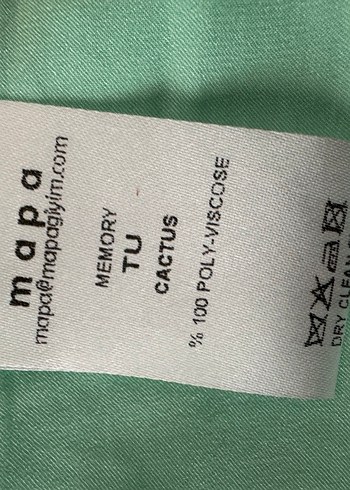 mapa
mapa@mapagiyim.com
MEMORY
TU
CACTUS
% 100 POLY-VISCOSE
DRY CLEAN